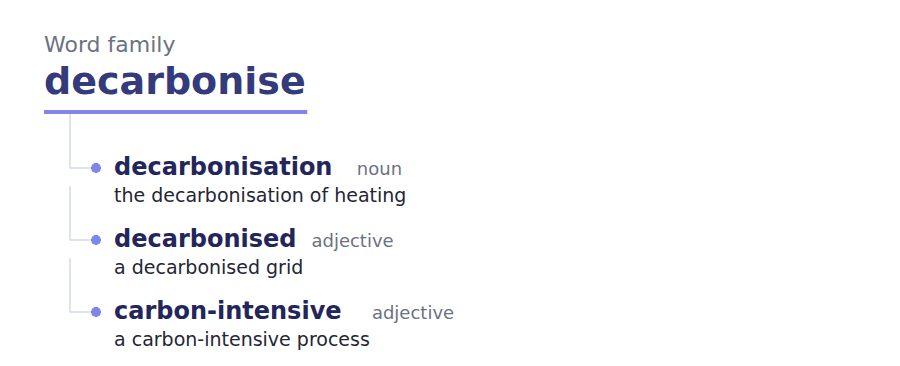 Word family
decarbonise
decarbonisation noun
the decarbonisation of heating
decarbonised adjective
a decarbonised grid
carbon-intensive adjective
a carbon-intensive process